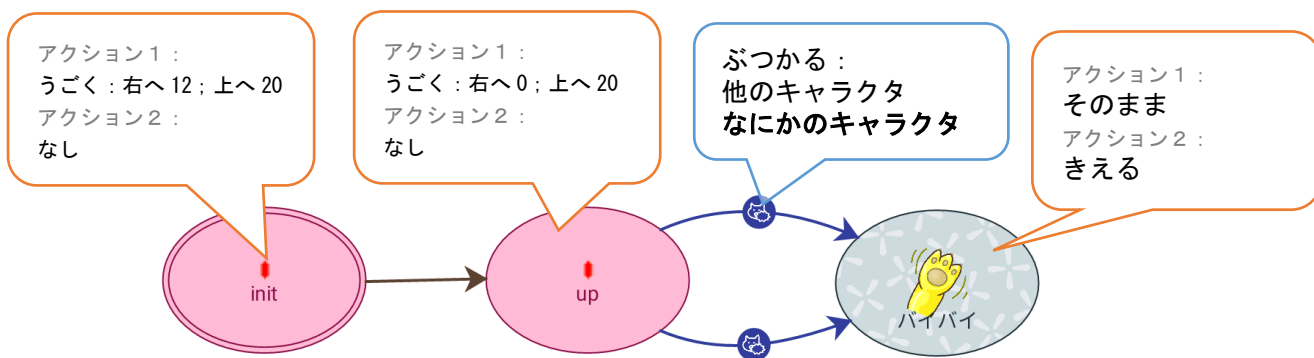 アクション１：
うごく：右へ 12；上へ 20
アクション２：
なし
アクション１：
うごく：右へ 0；上へ 20
アクション２：
なし
ぶつかる：
他のキャラクタ
なにかのキャラクタ
アクション１：
そのまま
アクション２：
きえる
init
up
バイバイ